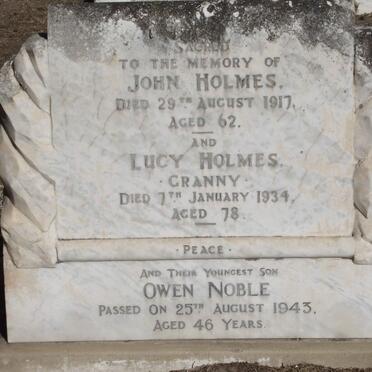 SACRED
TO THE MEMORY OF
JOHN HOLMES.
DIED 29TH AUGUST 1917.
AGED 62.
AND
LUCY HOLMES.
· GRANNY ·
DIED 7TH JANUARY 1934.
AGED 78.
· PEACE ·
AND THEIR YOUNGEST SON
OWEN NOBLE
PASSED ON 25TH AUGUST 1943.
AGED 46 YEARS.